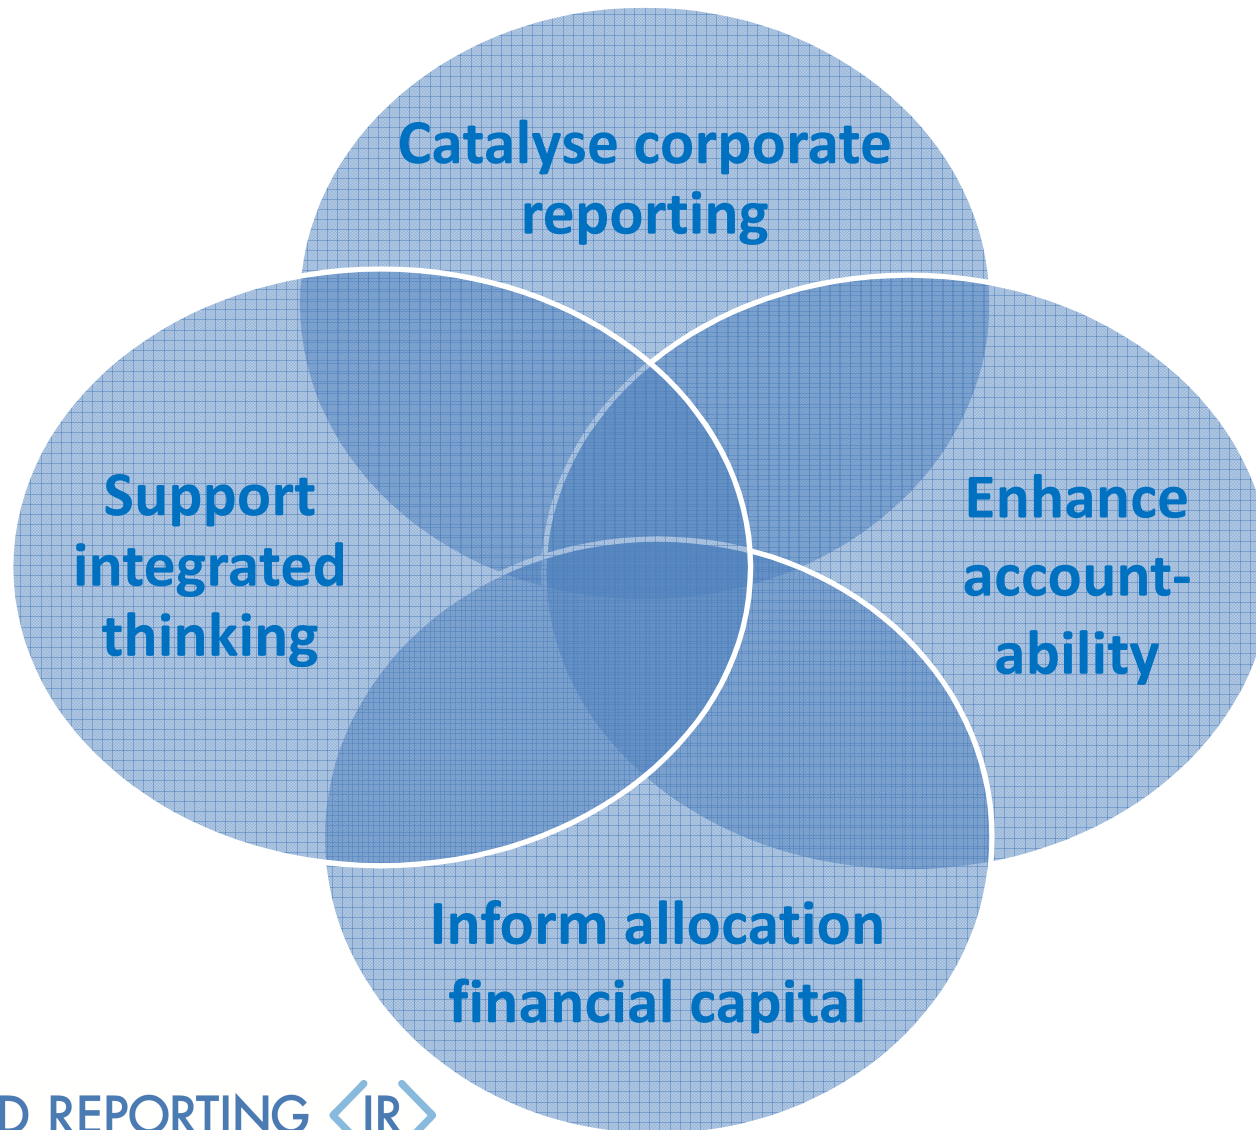 Catalyse corporate
reporting
Support
integrated
thinking
Enhance
account-
ability
Inform allocation
financial capital
D REPORTING <IR>